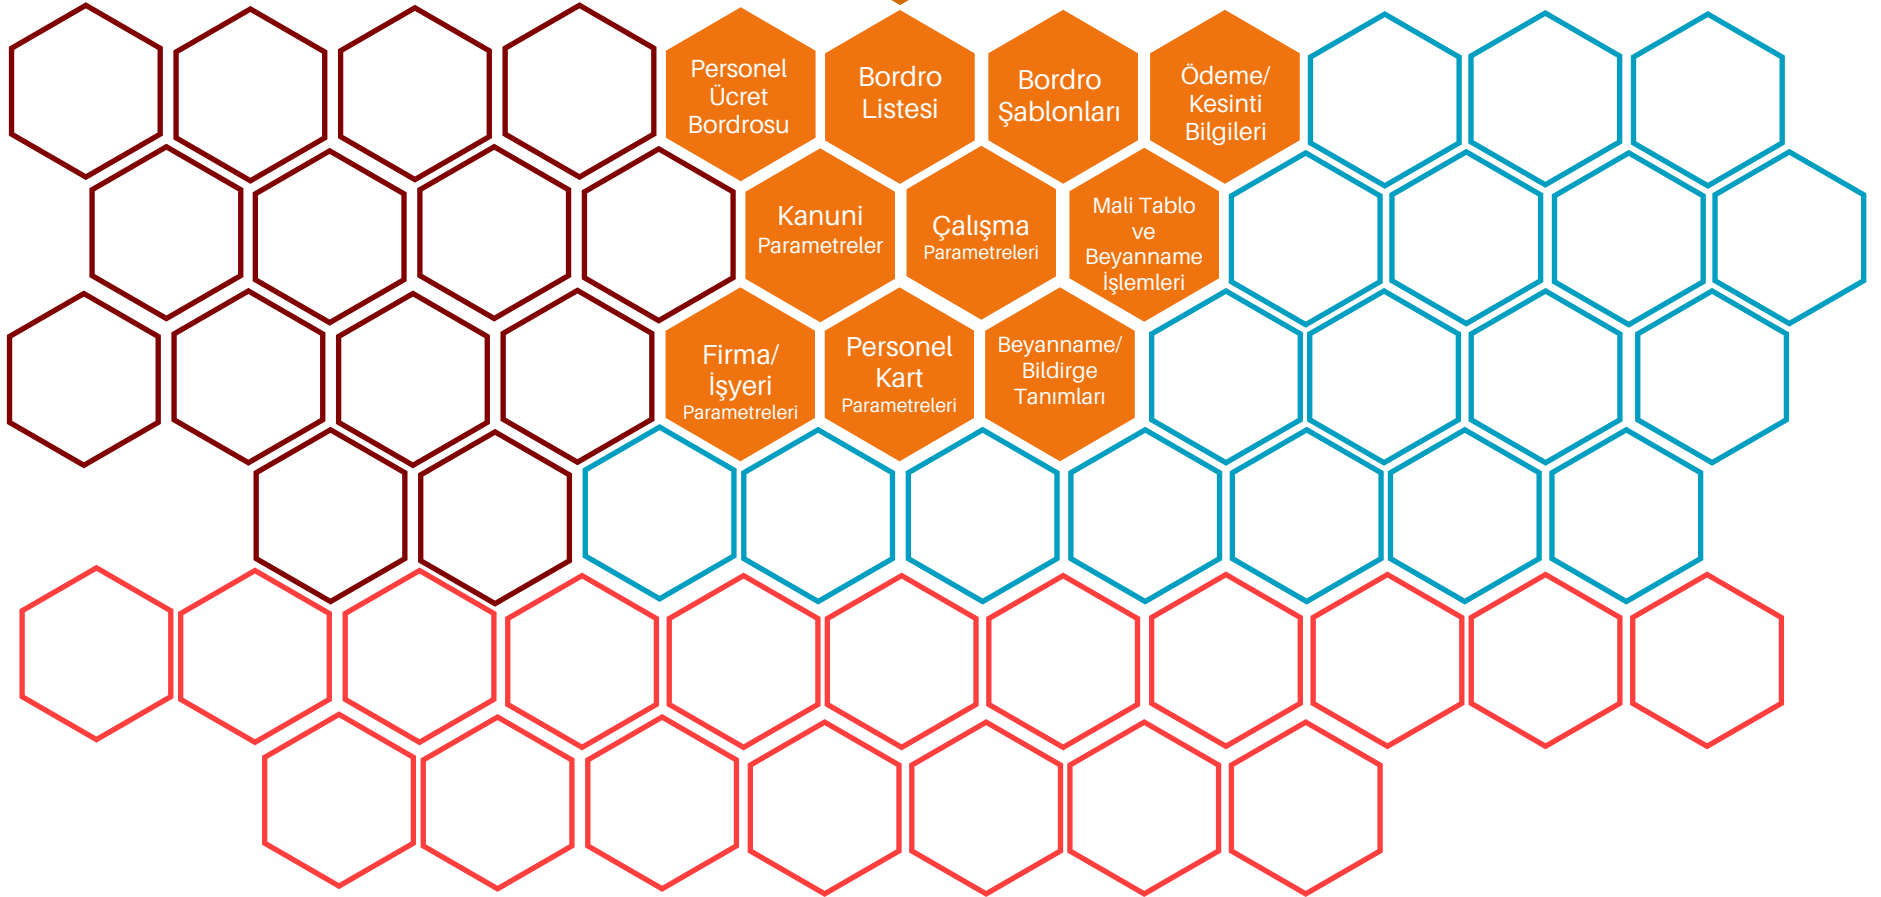 Personel
Ücret
Bordrosu
Bordro
Listesi
Bordro
Şablonları
Ödeme/
Kesinti
Bilgileri
Kanuni
Parametreler
Çalışma
Parametreleri
Mali Tablo
ve
Beyanname
İşlemleri
Firma/
İşyeri
Parametreleri
Personel
Kart
Parametreleri
Beyanname/
Bildirge
Tanımları